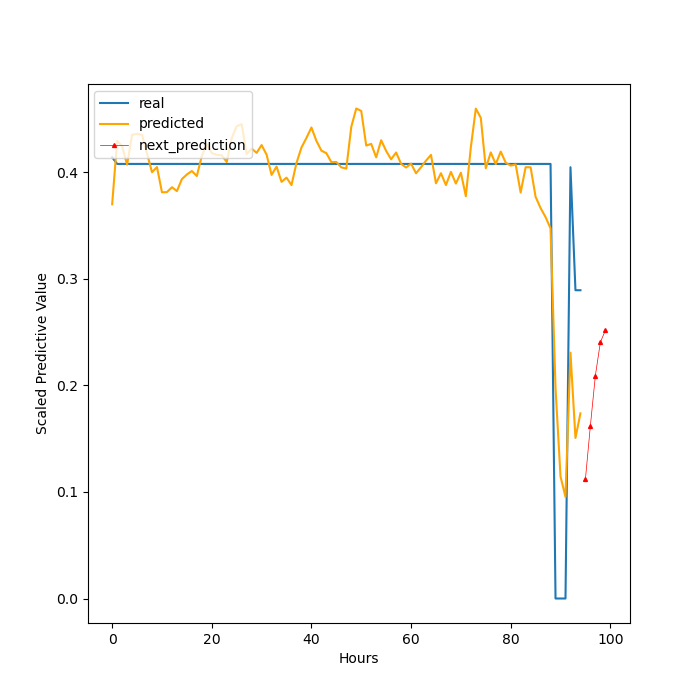 real
predicted
next_prediction
0.4
0.3
0.2
0.1
0.0
Scaled Predictive Value
0 20 40 60 80 100
Hours